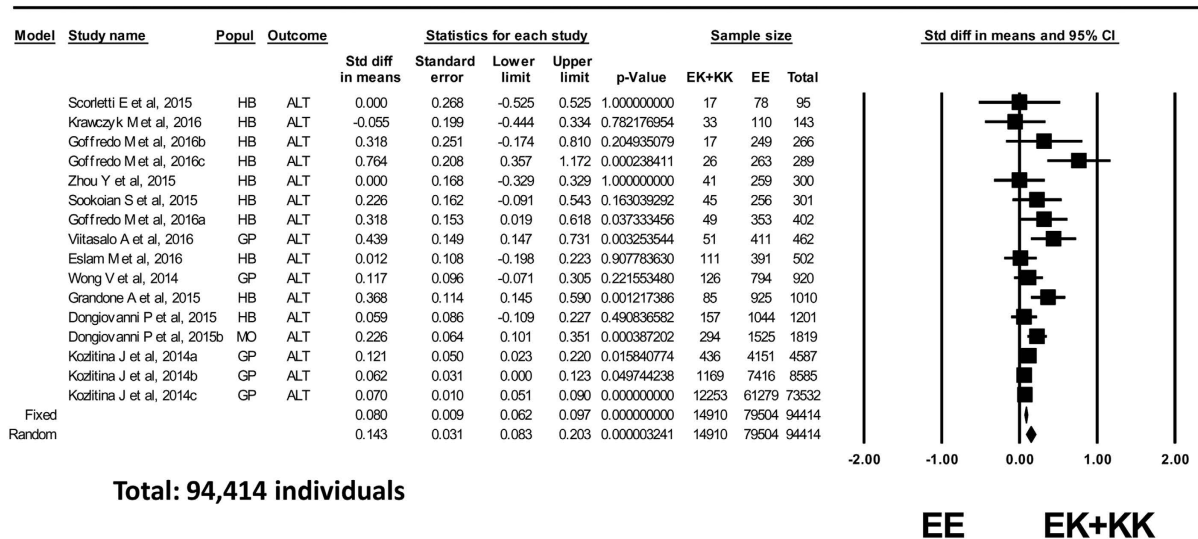 Model Study name Popul Outcome Statistics for each study Sample size Std diff in means and 95% CI
Std diff Standard Lower Upper
in means error limit limit p-Value EK+KK EE Total
Scorletti E et al, 2015 HB ALT 0.000 0.268 -0.525 0.525 1.000000000 17 78 95
Krawczyk M et al, 2016 HB ALT -0.055 0.199 -0.444 0.334 0.782176954 33 110 143
Goffredo M et al, 2016b HB ALT 0.318 0.251 -0.174 0.810 0.204935079 17 249 266
Goffredo M et al, 2016c HB ALT 0.764 0.208 0.357 1.172 0.000238411 26 263 289
Zhou Y et al, 2015 HB ALT 0.000 0.168 -0.329 0.329 1.000000000 41 259 300
Sookoian S et al, 2015 HB ALT 0.226 0.162 -0.091 0.543 0.163039292 45 256 301
Goffredo M et al, 2016a HB ALT 0.318 0.153 0.019 0.618 0.037333456 49 353 402
Viitasalo A et al, 2016 GP ALT 0.439 0.149 0.147 0.731 0.003253544 51 411 462
Eslam M et al, 2016 HB ALT 0.012 0.108 -0.198 0.223 0.907783630 111 391 502
Wong V et al, 2014 GP ALT 0.117 0.096 -0.071 0.305 0.221553480 126 794 920
Grandone A et al, 2015 HB ALT 0.368 0.114 0.145 0.590 0.001217386 85 925 1010
Dongiovanni P et al, 2015 HB ALT 0.059 0.086 -0.109 0.227 0.490836582 157 1044 1201
Dongiovanni P et al, 2015b MO ALT 0.226 0.064 0.101 0.351 0.000387202 294 1525 1819
Kozlitina J et al, 2014a GP ALT 0.121 0.050 0.023 0.220 0.015840774 436 4151 4587
Kozlitina J et al, 2014b GP ALT 0.062 0.031 0.000 0.123 0.049744238 1169 7416 8585
Kozlitina J et al, 2014c GP ALT 0.070 0.010 0.051 0.090 0.000000000 12253 61279 73532
Fixed 0.080 0.009 0.062 0.097 0.000000000 14910 79504 94414
Random 0.143 0.031 0.083 0.203 0.000003241 14910 79504 94414
-2.00 -1.00 0.00 1.00 2.00
Total: 94,414 individuals
EE EK+KK